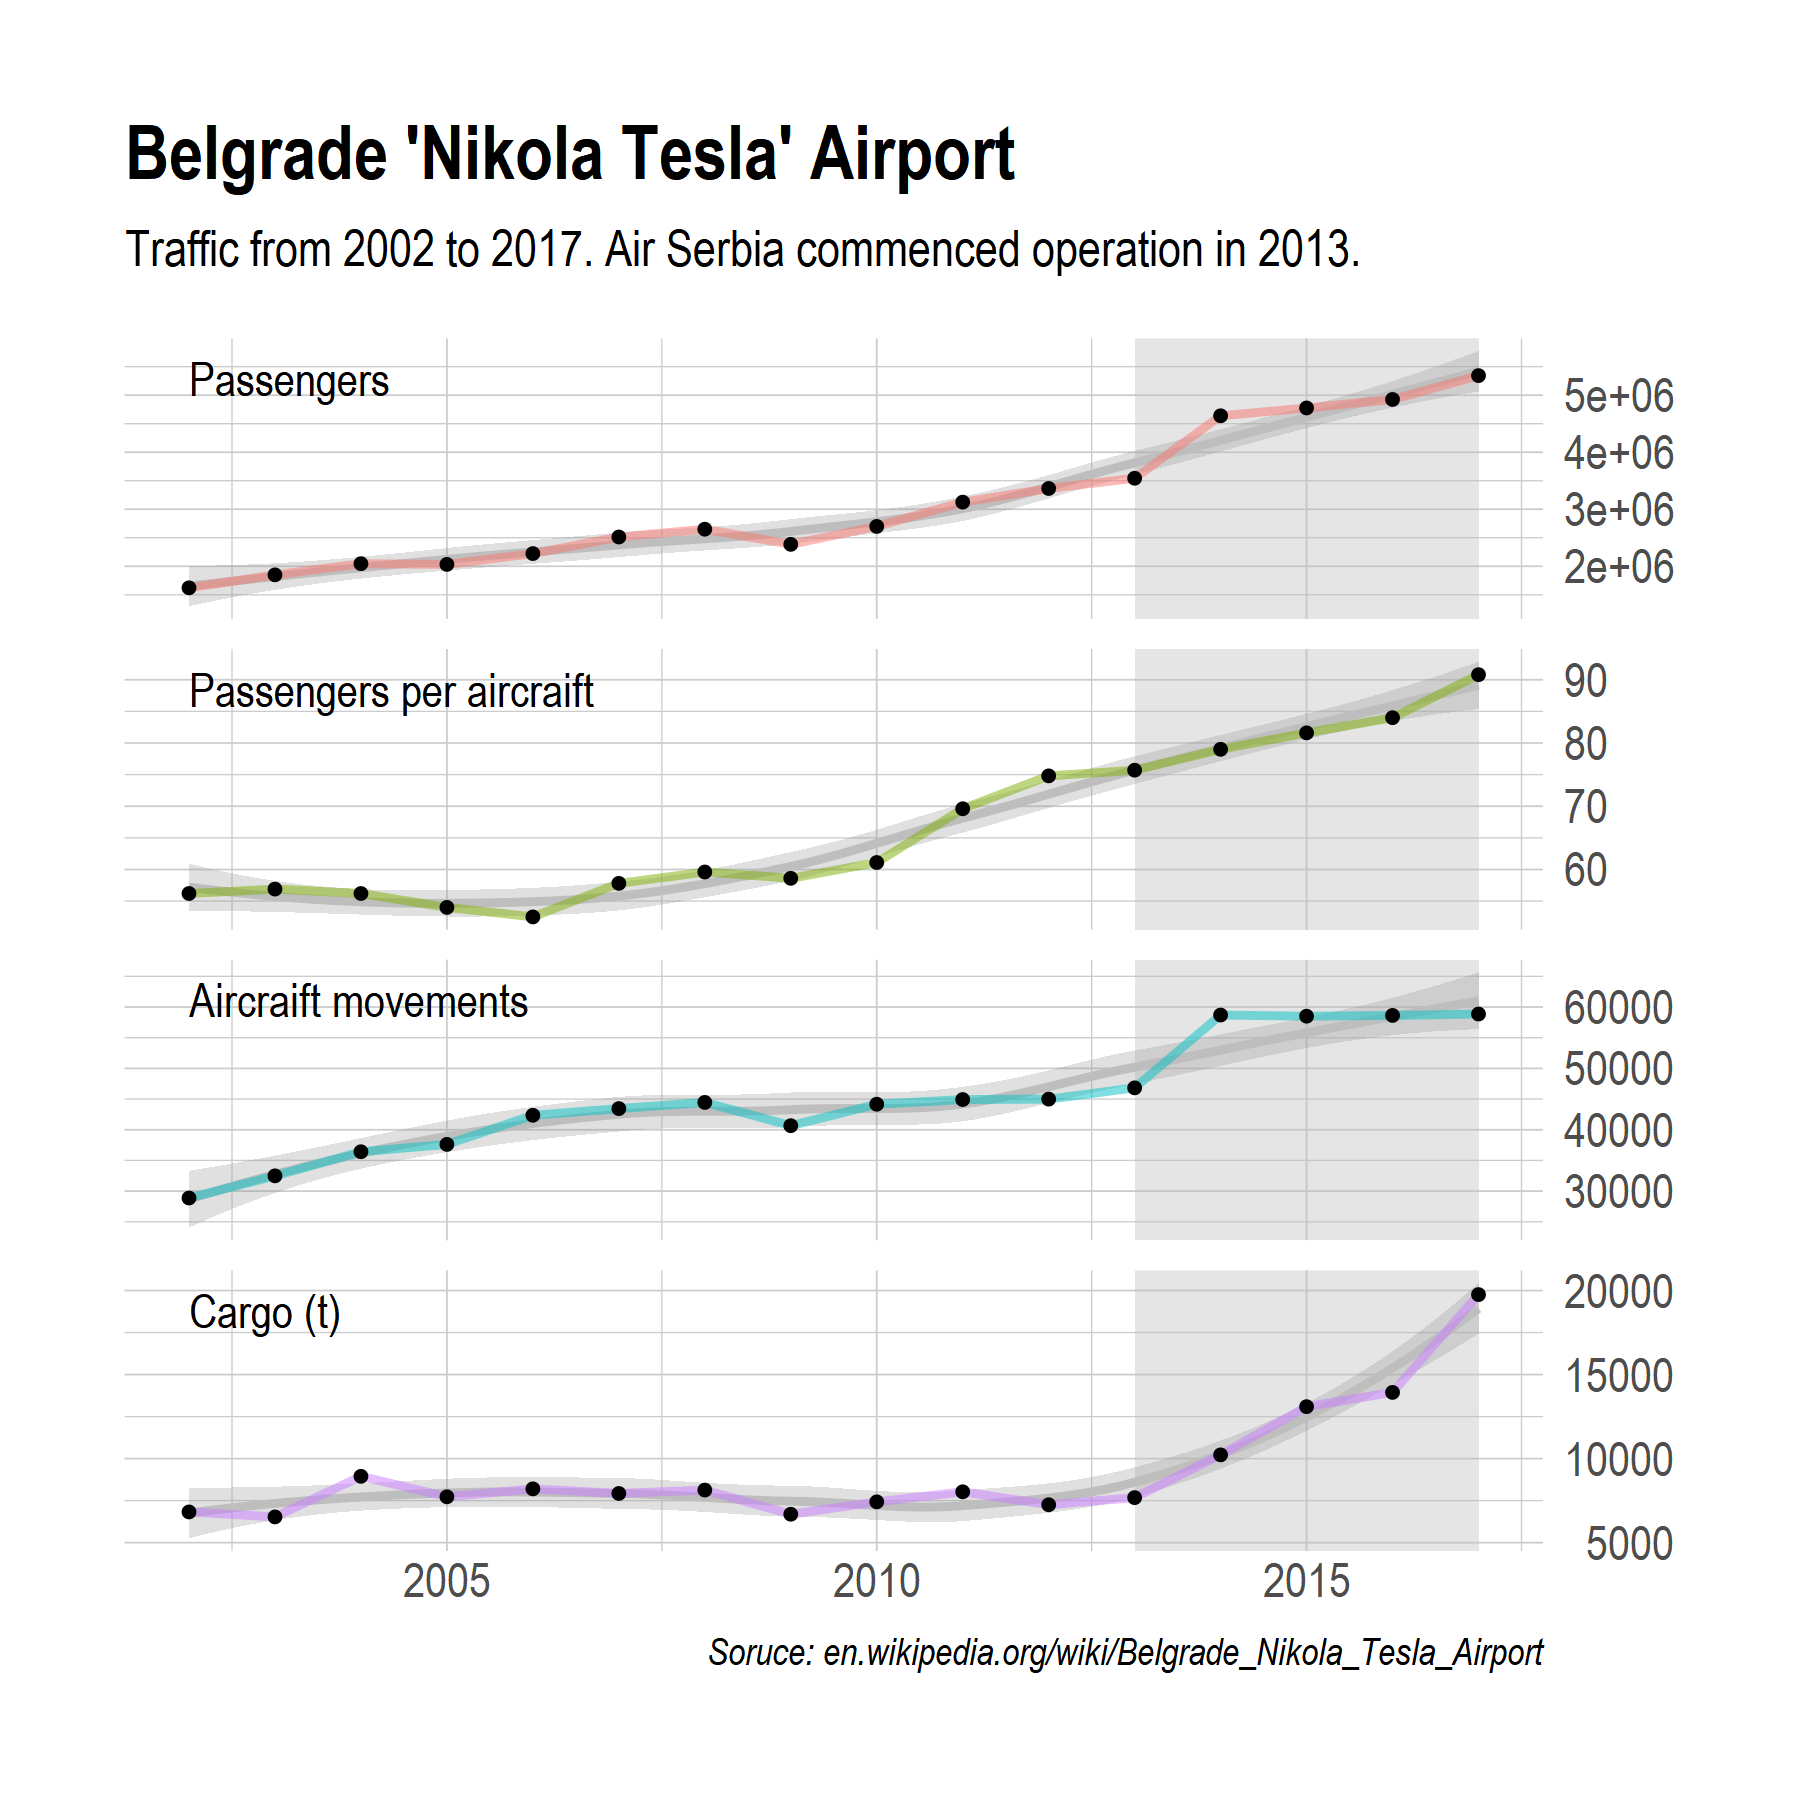 Belgrade 'Nikola Tesla' Airport
Traffic from 2002 to 2017. Air Serbia commenced operation in 2013.
Passengers
5e+06
4e+06
3e+06
2e+06
Passengers per aircraift
90
80
70
60
Aircraift movements
60000
50000
40000
30000
Cargo (t)
20000
15000
10000
5000
2005 2010 2015
Soruce: en.wikipedia.org/wiki/Belgrade_Nikola_Tesla_Airport